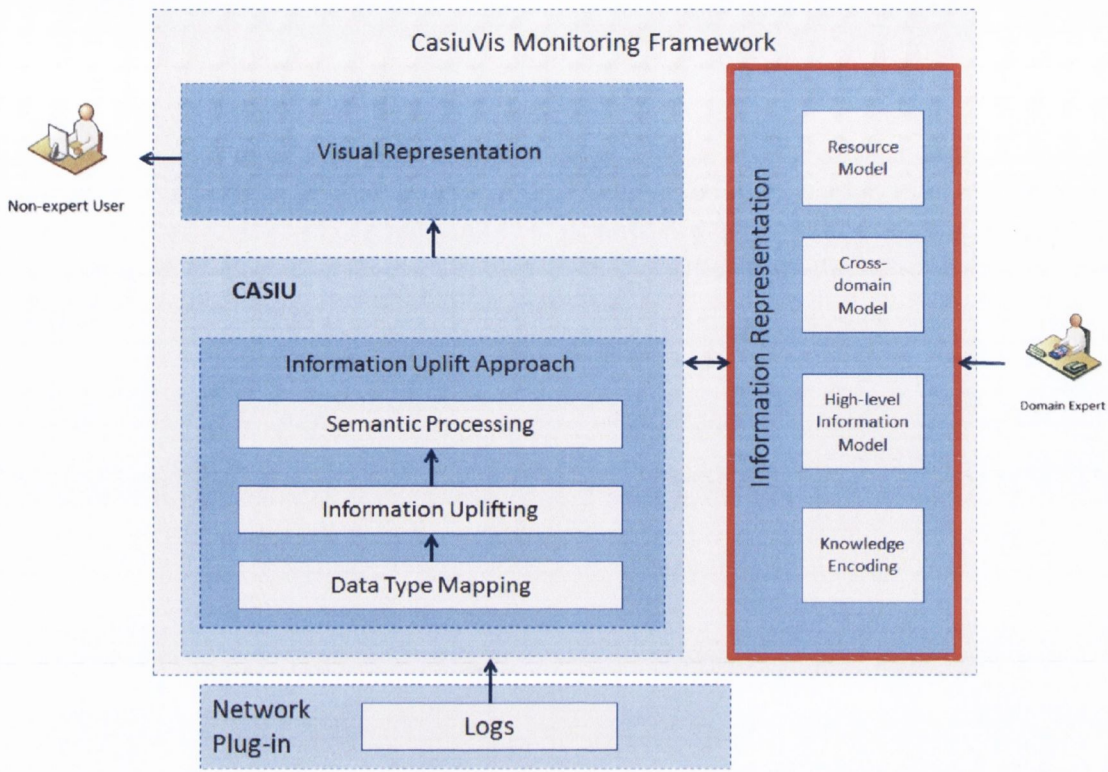 CasiuVis Monitoring Framework
Visual Representation
Non-expert User
CASIU
Information Uplift Approach
Semantic Processing
Information Uplifting
Data Type Mapping
Information Representation
Resource
Model
Cross-
domain
Model
High-level
Information
Model
Knowledge
Encoding
Domain Expert
Network
Plug-in
Logs